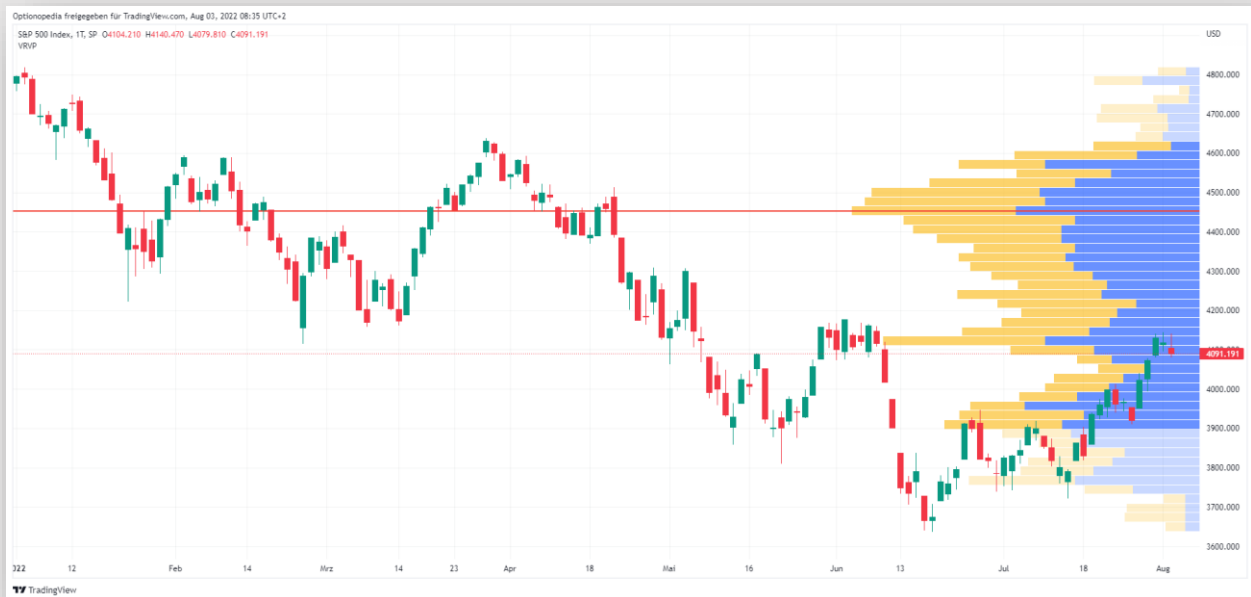 Optionopedia freigegeben für TradingView.com, Aug 03, 2022 08:35 UTC+2
S&P 500 Index, 1T, SP O4104.210 H4140.470 L4079.810 C4091.191
VRVP
USD
4800.000
4700.000
4600.000
4500.000
4400.000
4300.000
4200.000
4091.191
4000.000
3900.000
3800.000
3700.000
3600.000
022 12 Feb 14 Mrz 14 23 Apr 18 Mai 16 Jun 13 Jul 18 Aug
TradingView